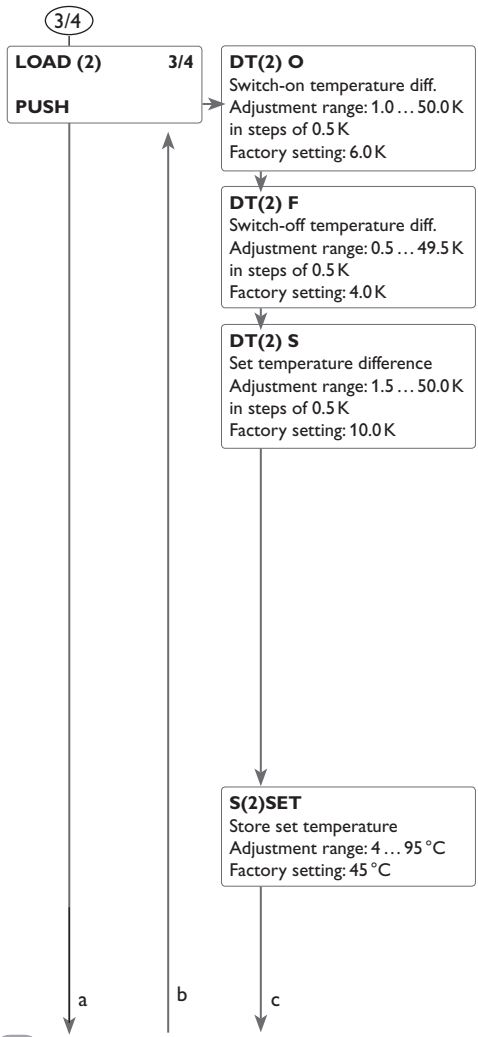 3/4
LOAD (2) 3/4
PUSH
DT(2) O
Switch-on temperature diff.
Adjustment range: 1.0 … 50.0 K
in steps of 0.5 K
Factory setting: 6.0 K
DT(2) F
Switch-off temperature diff.
Adjustment range: 0.5 … 49.5 K
in steps of 0.5 K
Factory setting: 4.0 K
DT(2) S
Set temperature difference
Adjustment range: 1.5 … 50.0 K
in steps of 0.5 K
Factory setting: 10.0 K
S(2)SET
Store set temperature
Adjustment range: 4 … 95 °C
Factory setting: 45 °C
a b c